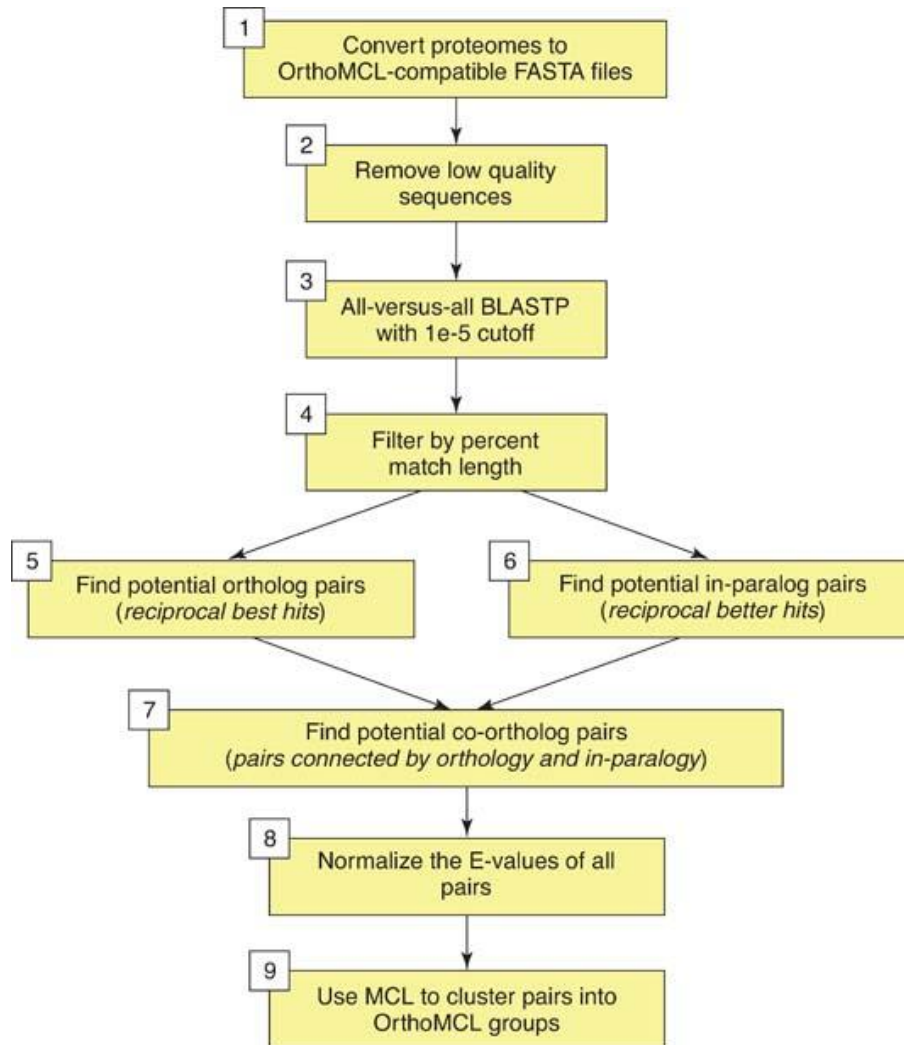 1
Convert proteomes to
OrthoMCL-compatible FASTA files
2
Remove low quality
sequences
3
All-versus-all BLASTP
with 1e-5 cutoff
4
Filter by percent
match length
5
Find potential ortholog pairs
(reciprocal best hits)
6
Find potential in-paralog pairs
(reciprocal better hits)
7
Find potential co-ortholog pairs
(pairs connected by orthology and in-paralogy)
8
Normalize the E-values of all
pairs
9
Use MCL to cluster pairs into
OrthoMCL groups